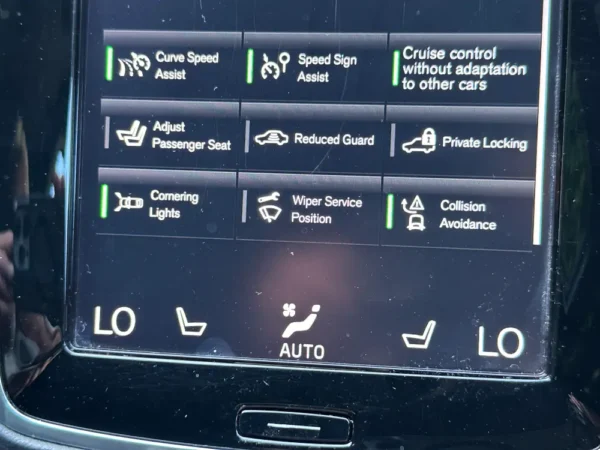 Curve Speed
Assist
Speed Sign
Assist
Cruise control
without adaptation
to other cars
Adjust
Passenger Seat
Reduced Guard
Private Locking
Cornering
Lights
Wiper Service
Position
Collision
Avoidance
LO
AUTO
LO